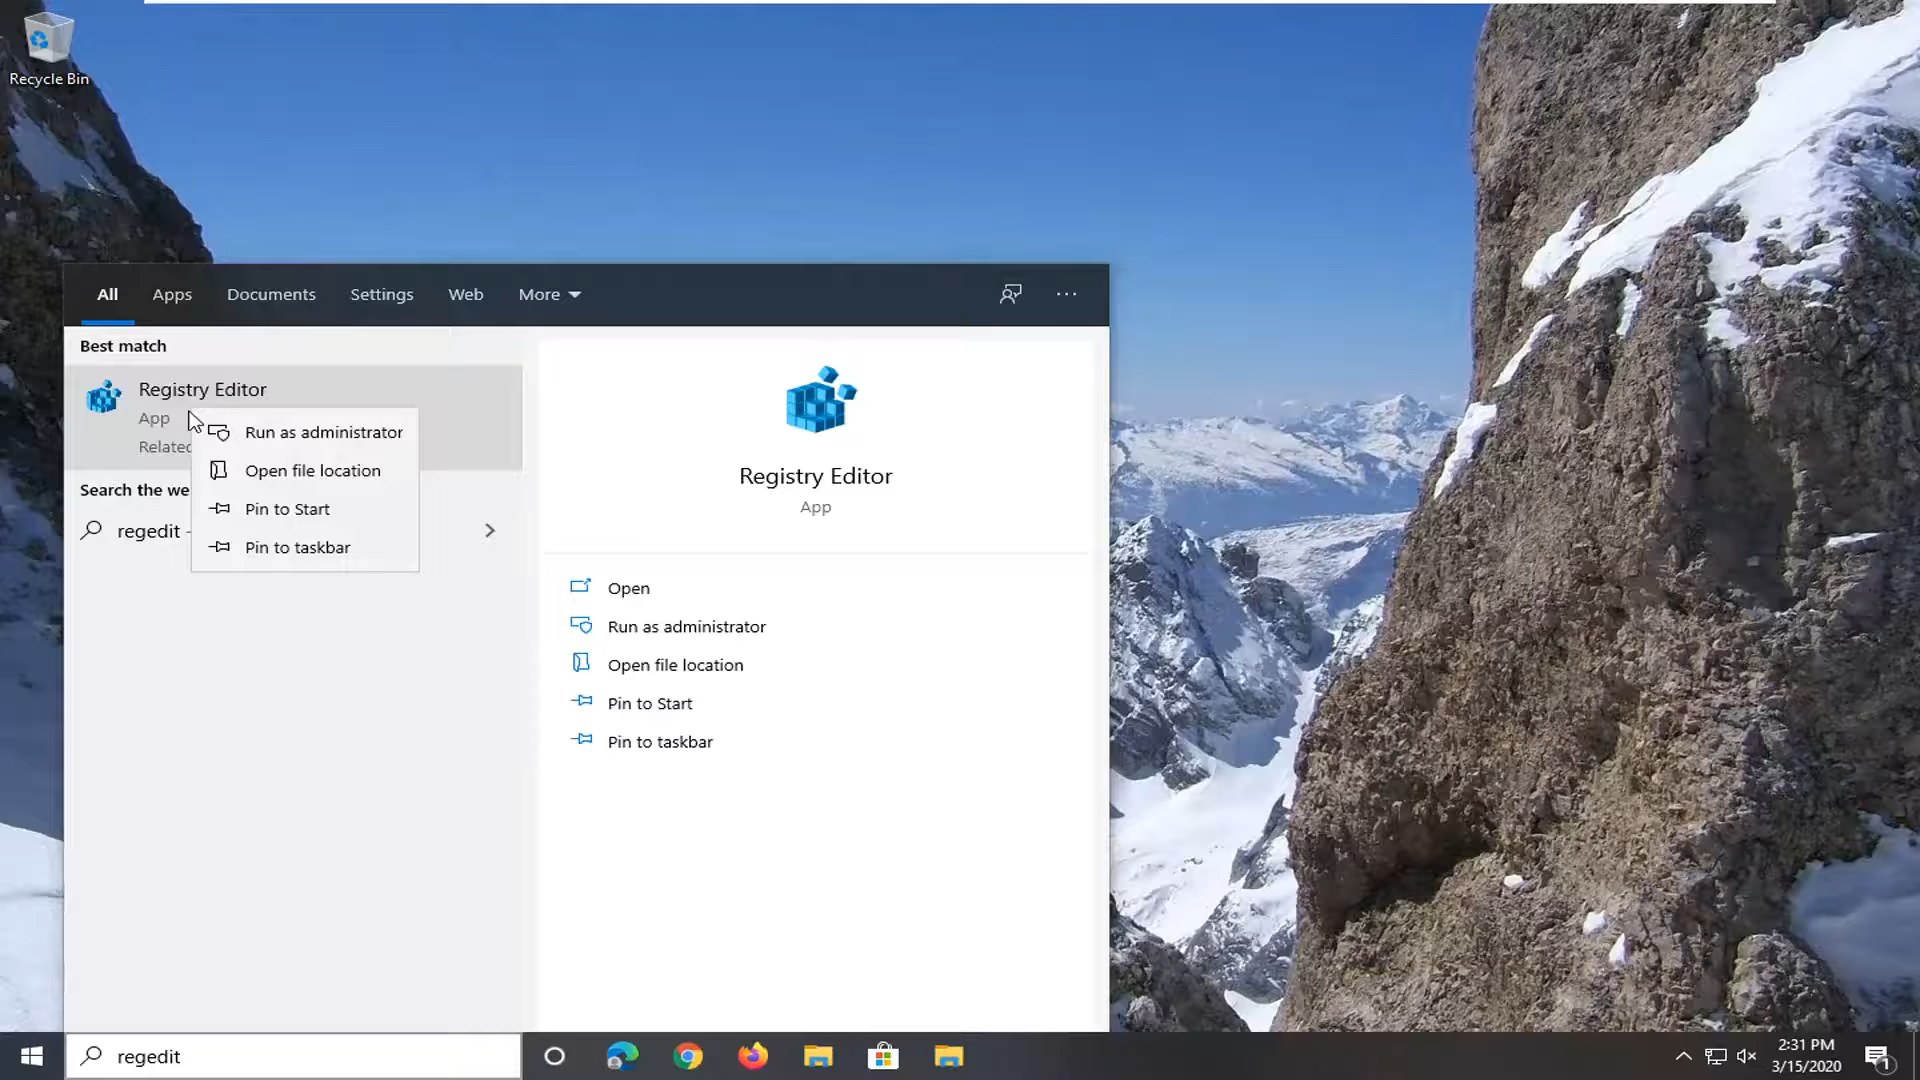 Recycle Bin
All Apps Documents Settings Web More
Best match
Registry Editor
App
Related
Search the we
regedit -
Run as administrator
Open file location
Pin to Start
Pin to taskbar
Registry Editor
App
Open
Run as administrator
Open file location
Pin to Start
Pin to taskbar
regedit
2:31 PM
3/15/2020
1